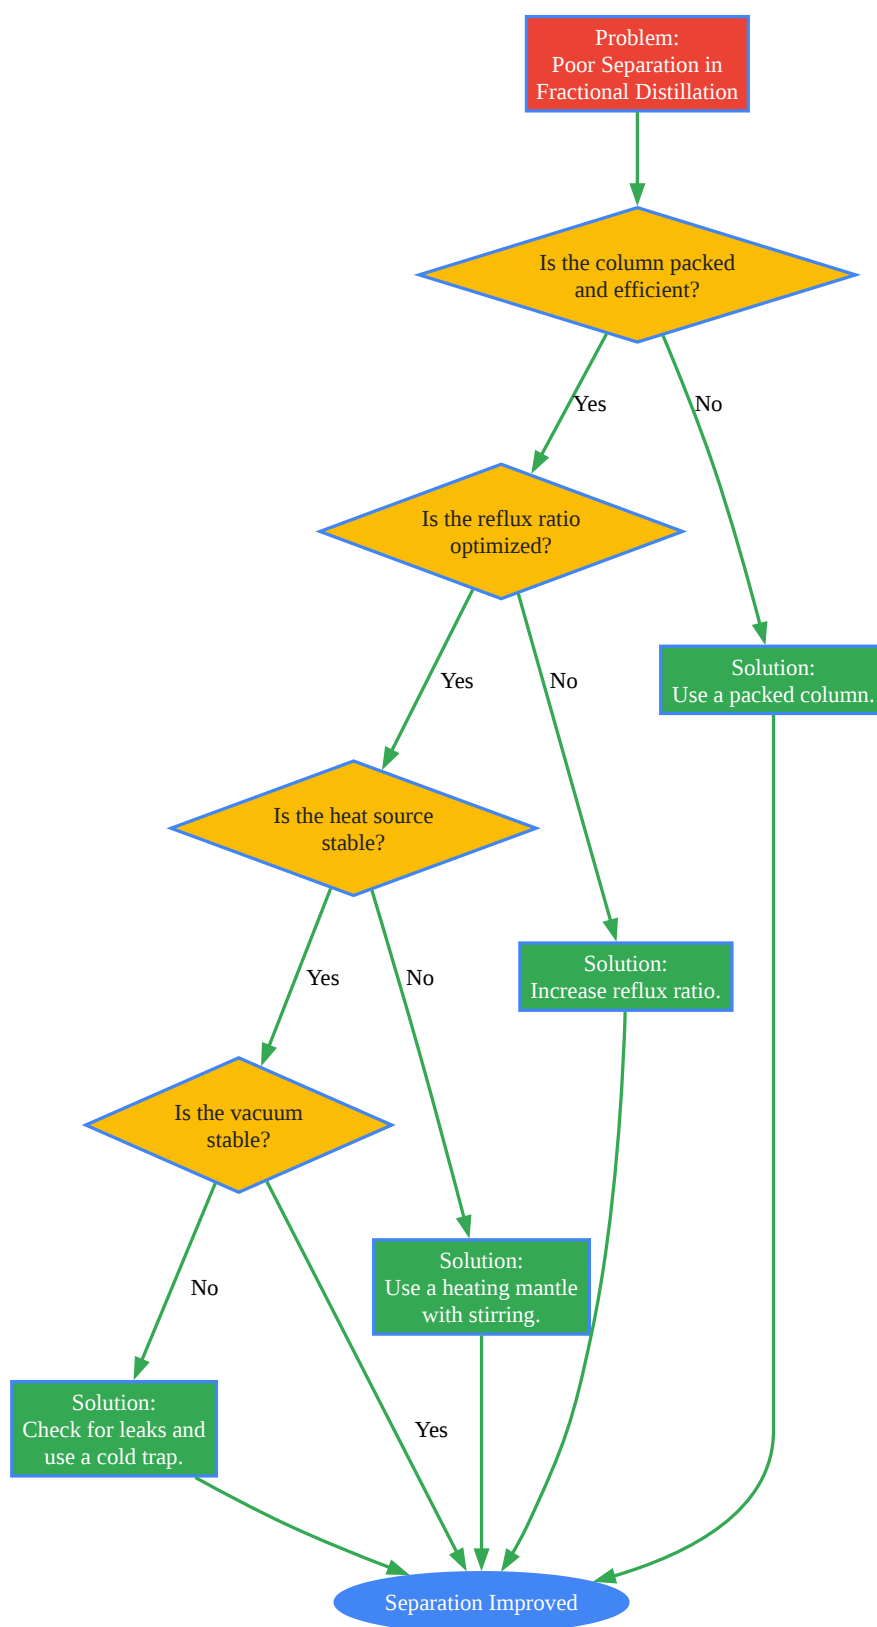 Problem:
Poor Separation in
Fractional Distillation
Is the column packed
and efficient?
Yes
No
Is the reflux ratio
optimized?
Solution:
Use a packed column.
Yes
No
Is the heat source
stable?
Solution:
Increase reflux ratio.
Yes
No
Is the vacuum
stable?
Solution:
Use a heating mantle
with stirring.
No
Yes
Solution:
Check for leaks and
use a cold trap.
Separation Improved